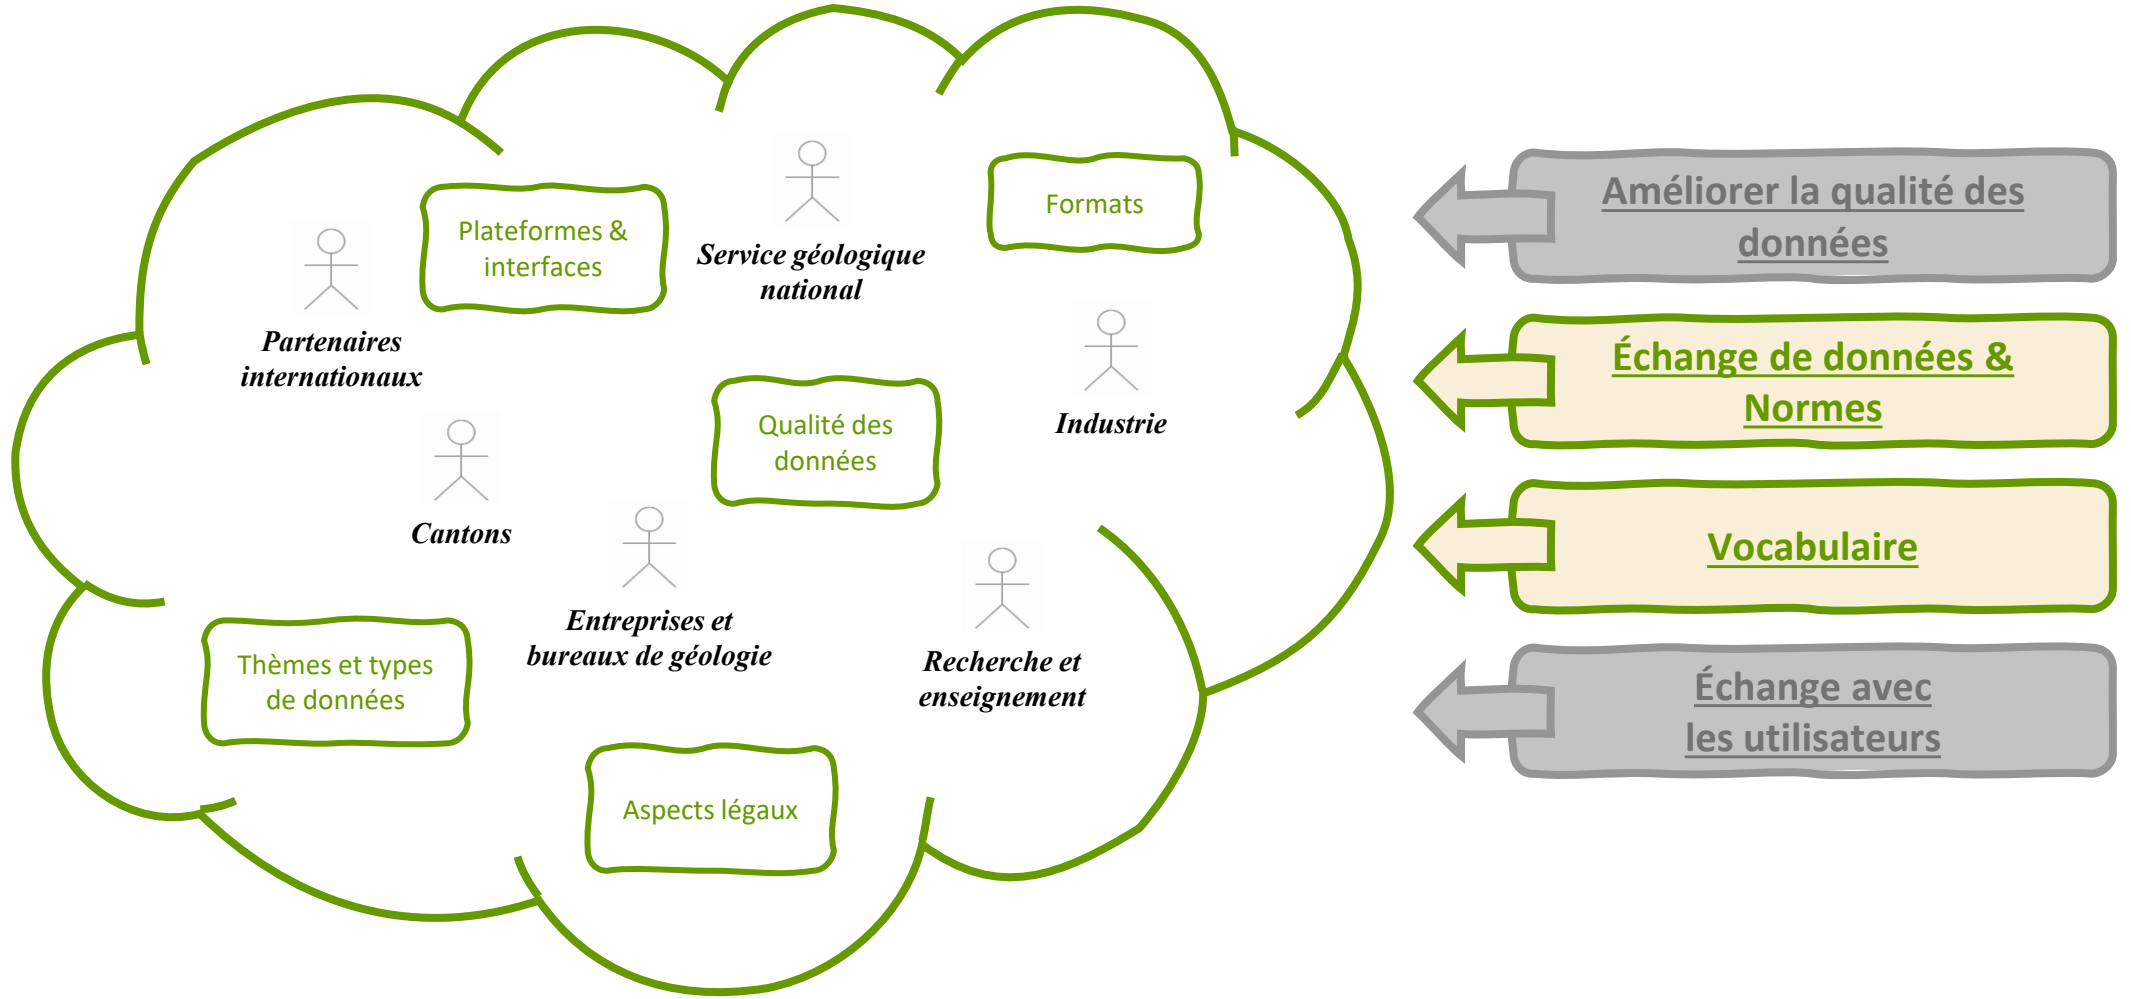 Plateformes &
interfaces
Service géologique
national
Formats
Partenaires
internationaux
Industrie
Qualité des
données
Cantons
Entreprises et
bureaux de géologie
Recherche et
enseignement
Thèmes et types
de données
Aspects légaux
Améliorer la qualité des
données
Échange de données &
Normes
Vocabulaire
Échange avec
les utilisateurs